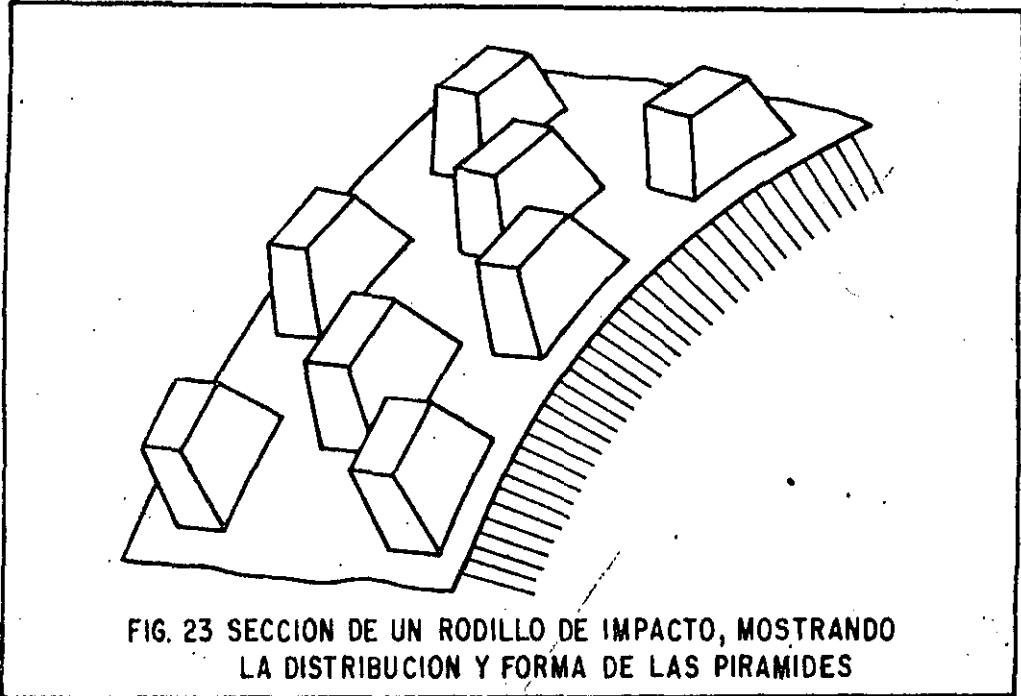 FIG. 23 SECCION DE UN RODILLO DE IMPACTO, MOSTRANDO
LA DISTRIBUCION Y FORMA DE LAS PIRAMIDES